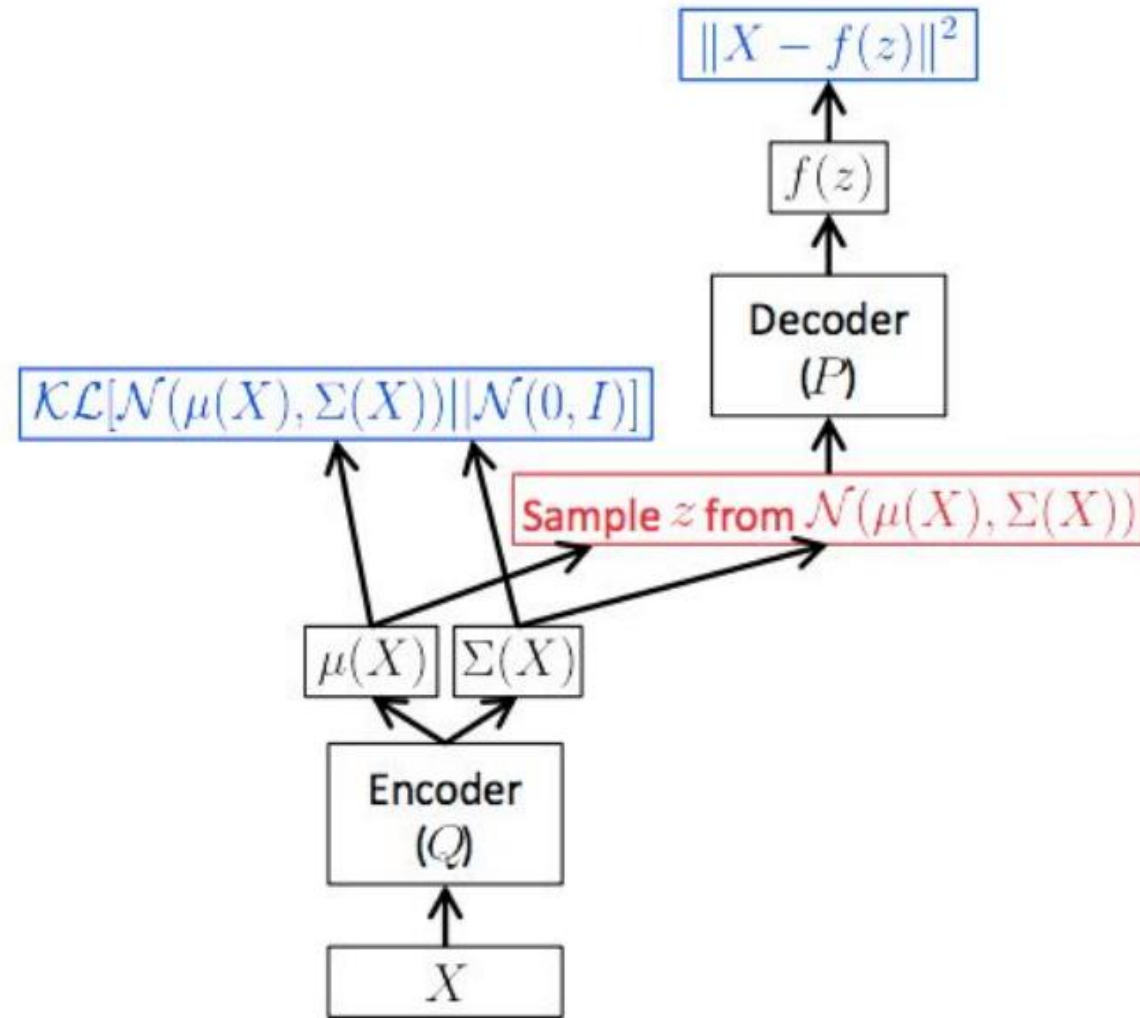 ‖X − f(z)‖²
f(z)
Decoder
(P)
𝒦ℒ[𝒩(μ(X), Σ(X))||𝒩(0, I)]
Sample z from 𝒩(μ(X), Σ(X))
μ(X) Σ(X)
Encoder
(Q)
X